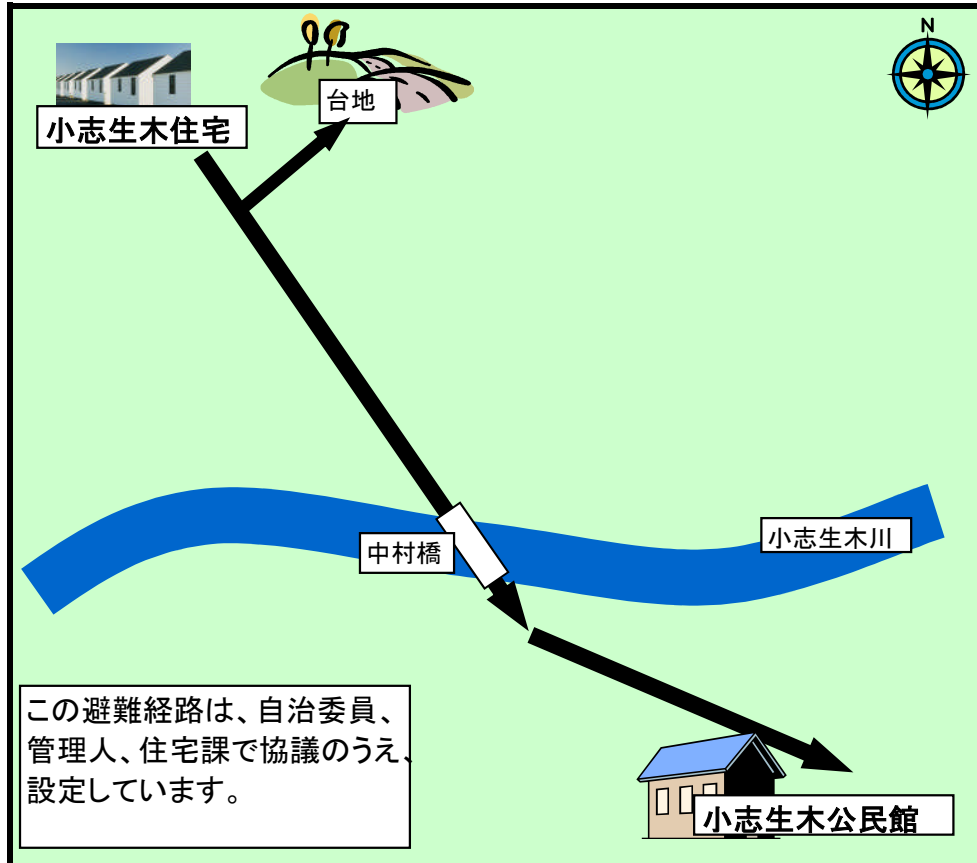 N
台地
小志生木住宅
小志生木川
中村橋
この避難経路は、自治委員、
管理人、住宅課で協議のうえ、
設定しています。
小志生木公民館